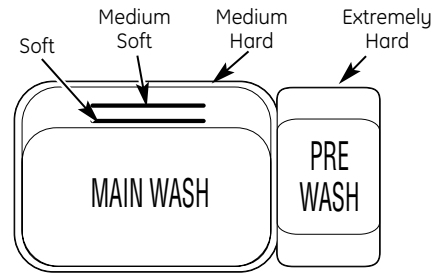 Soft
Medium
Soft
Medium
Hard
Extremely
Hard
MAIN WASH
PRE
WASH